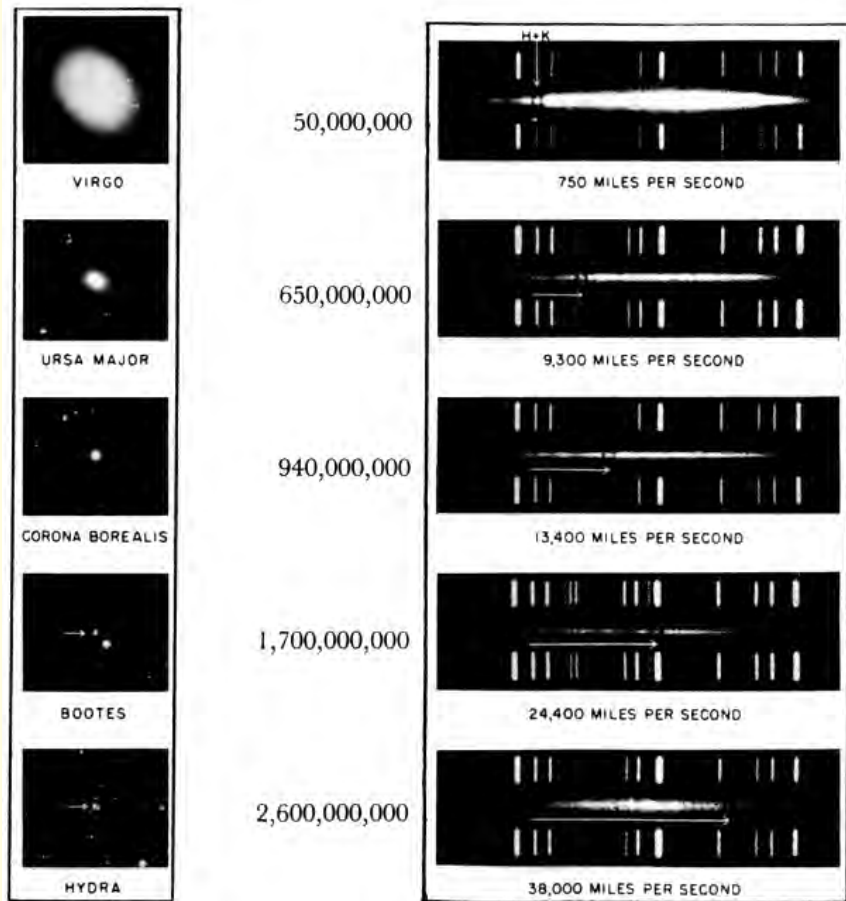 H+K
50,000,000
VIRGO
750 MILES PER SECOND
650,000,000
URSA MAJOR
9,300 MILES PER SECOND
940,000,000
CORONA BOREALIS
13,400 MILES PER SECOND
1,700,000,000
BOOTES
24,400 MILES PER SECOND
2,600,000,000
HYDRA
38,000 MILES PER SECOND